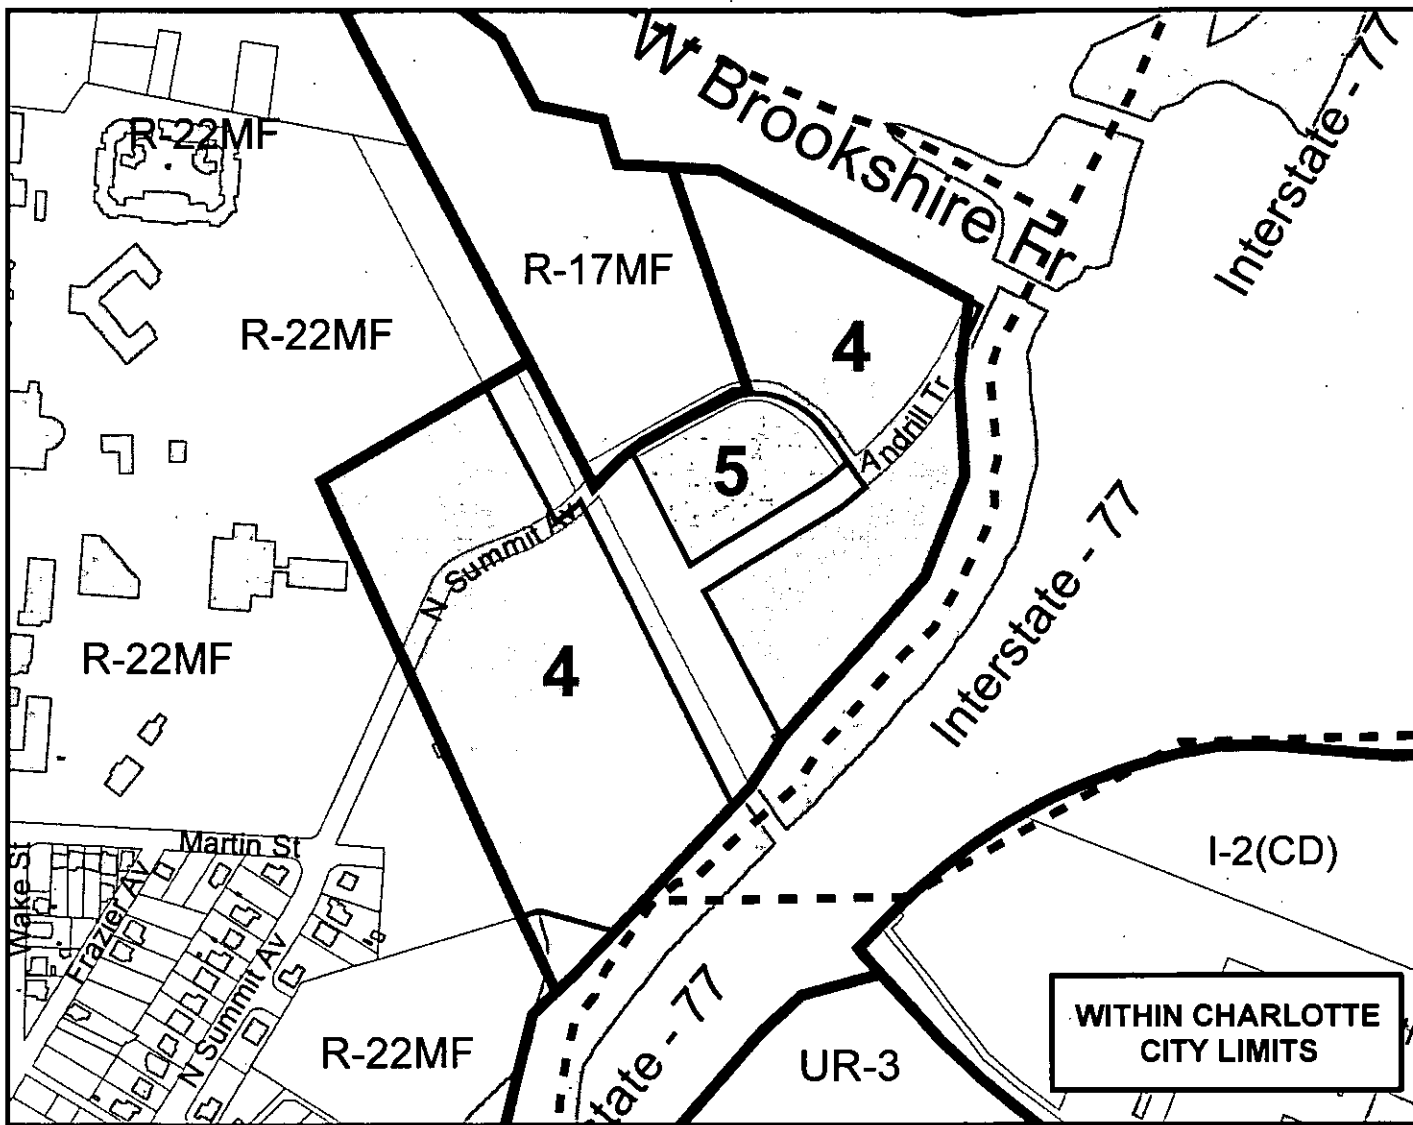 W Brookshire Fr
Interstate - 77
R-22MF
R-17MF
R-22MF
4
Andrill Tr
5
N Summit Av
Interstate - 77
R-22MF
4
Martin St
Wake St
Frazier Av
N Summit Av
I-2(CD)
R-22MF
state - 77
UR-3
WITHIN CHARLOTTE
CITY LIMITS